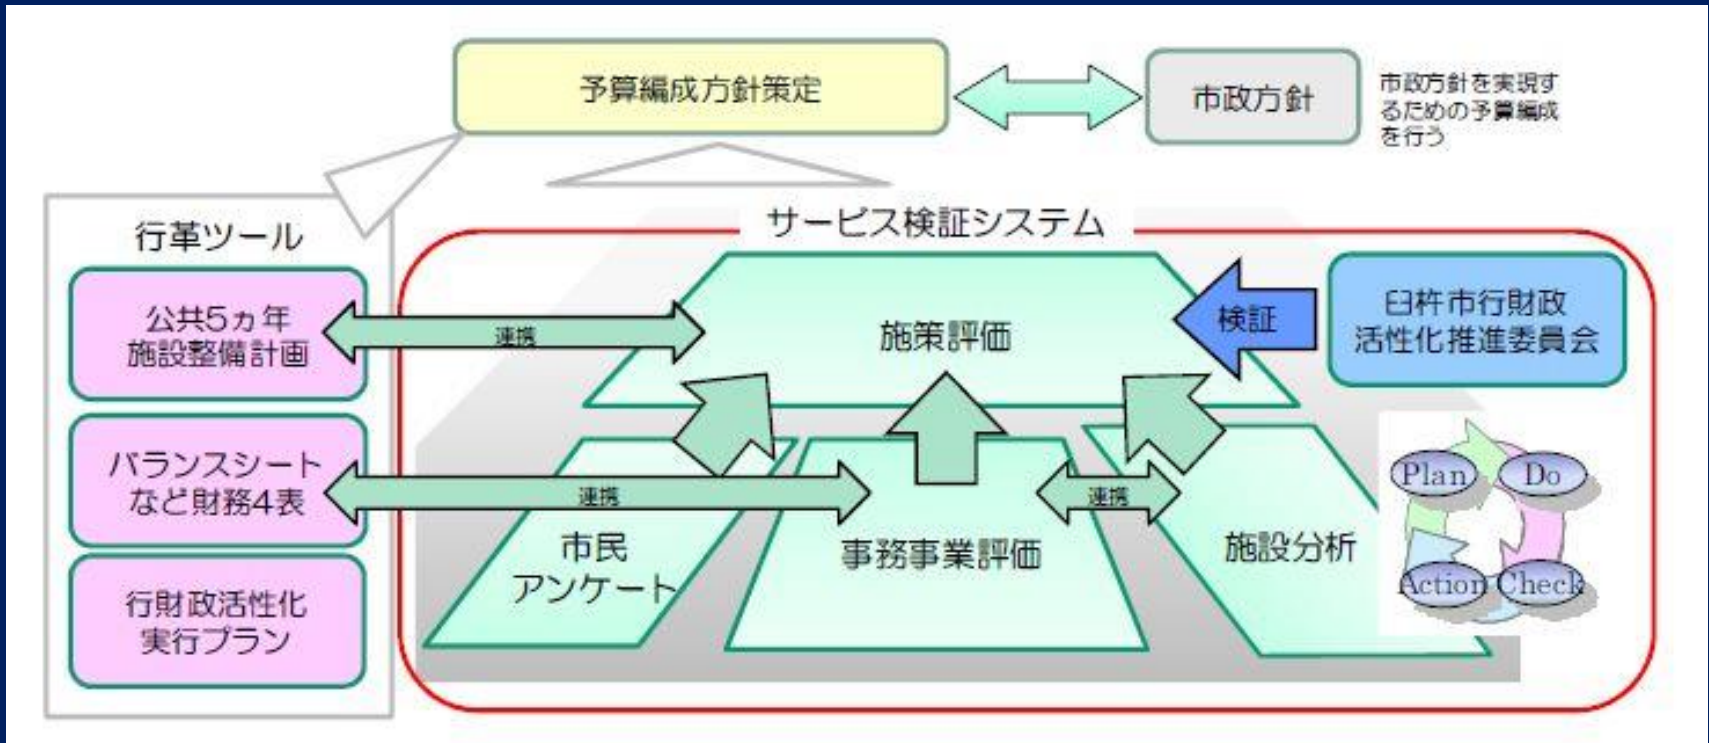 予算編成方針策定
市政方針
市政方針を実現す
るための予算編成
を行う
行革ツール
公共5ヵ年
施設整備計画
バランスシート
など財務4表
行財政活性化
実行プラン
サービス検証システム
連携
施策評価
検証
臼杵市行財政
活性化推進委員会
連携
連携
市民
アンケート
事務事業評価
施設分析
Plan
Do
Action
Check